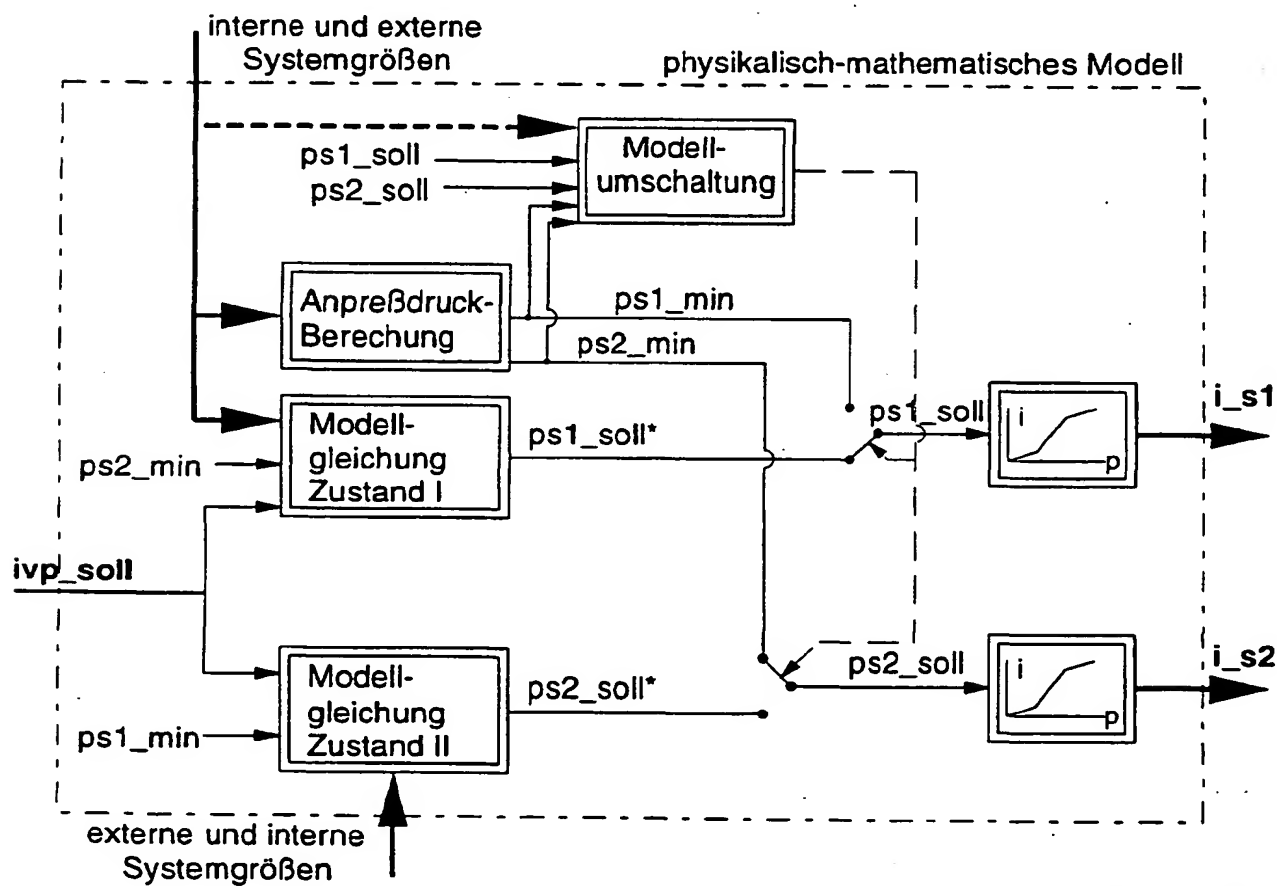 interne und externe
Systemgrößen
physikalisch-mathematisches Modell
ps1_soll
ps2_soll
Modell-
umschaltung
Anpreßdruck-
Berechung
ps1_min
ps2_min
Modell-
gleichung
Zustand I
ps2_min
ps1_soll*
ps1_soll
i
p
i_s1
ivp_soll
Modell-
gleichung
Zustand II
ps1_min
ps2_soll*
ps2_soll
i
p
i_s2
externe und interne
Systemgrößen